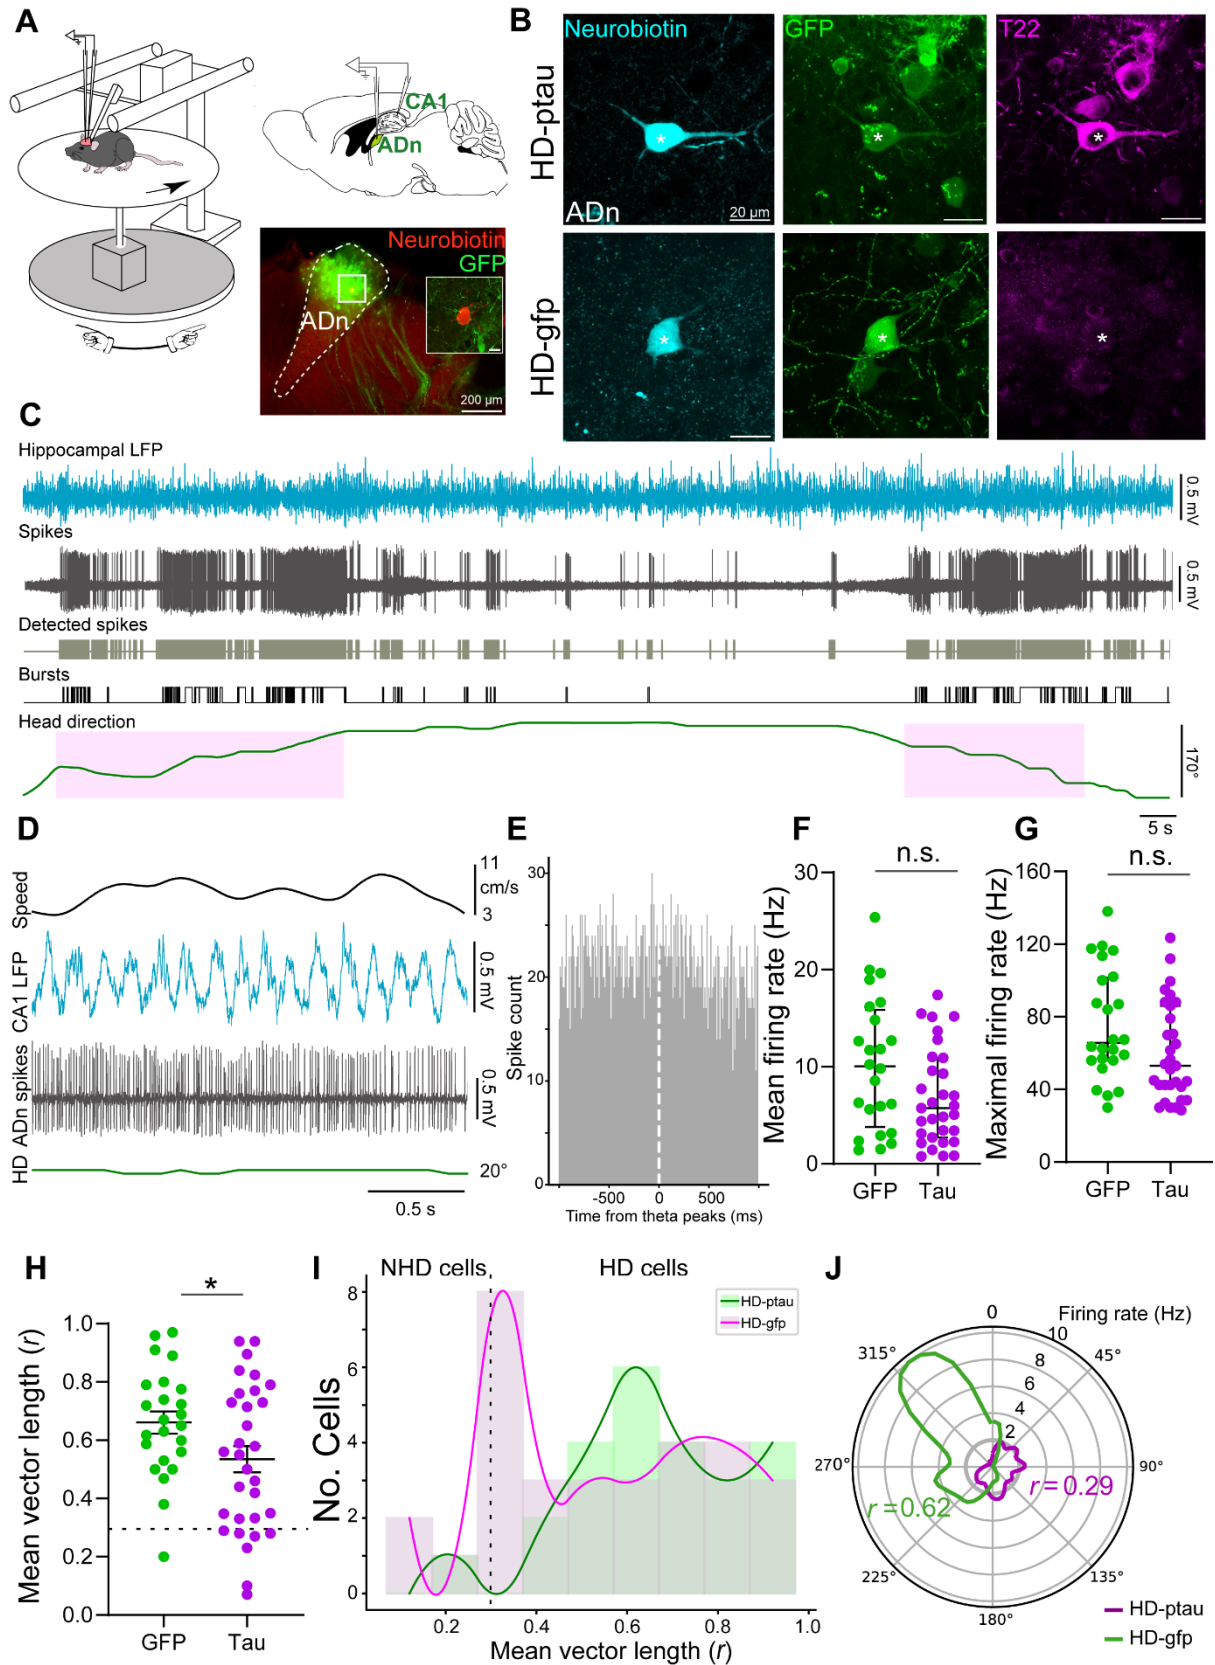 A
CA1
ADn
Neurobiotin
GFP
ADn
200 µm
B
Neurobiotin
GFP
T22
HD-ptau
*
*
*
ADn
20 µm
HD-gfp
*
*
*
C
Hippocampal LFP
0.5 mV
Spikes
0.5 mV
Detected spikes
Bursts
Head direction
170°
5 s
D
Speed
11
cm/s
3
CA1 LFP
0.5 mV
ADn spikes
0.5 mV
HD
20°
0.5 s
E
Spike count
30
20
10
0
-500
0
500
Time from theta peaks (ms)
F
n.s.
Mean firing rate (Hz)
30
20
10
0
GFP
Tau
G
n.s.
Maximal firing rate (Hz)
160
120
80
40
0
GFP
Tau
H
*
Mean vector length (r)
1.0
0.8
0.6
0.4
0.2
0.0
GFP
Tau
I
NHD cells
HD cells
HD-ptau
HD-gfp
No. Cells
8
6
4
2
0
0.2
0.4
0.6
0.8
1.0
Mean vector length (r)
J
Firing rate (Hz)
0
45°
90°
135°
180°
225°
270°
315°
10
8
6
4
2
r=0.29
r=0.62
HD-ptau
HD-gfp